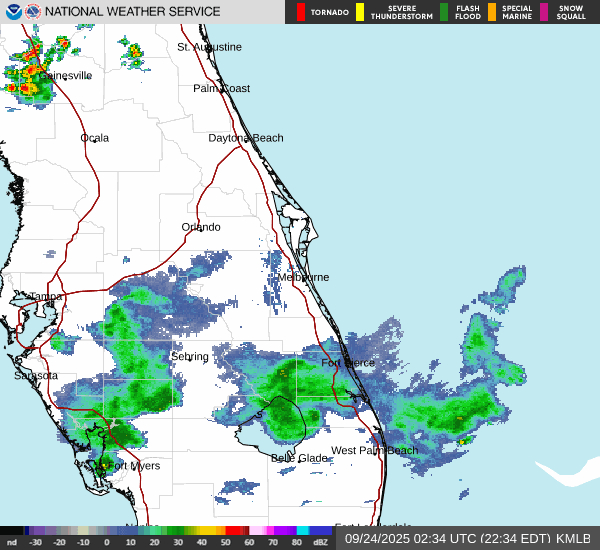 NATIONAL WEATHER SERVICE
TORNADO
SEVERE THUNDERSTORM
FLASH FLOOD
SPECIAL MARINE
SNOW SQUALL
St. Augustine
Gainesville
Palm Coast
Ocala
Daytona Beach
Orlando
Melbourne
Tampa
Sebring
Fort Pierce
Sarasota
West Palm Beach
Belle Glade
Fort Myers
Fort Lauderdale
nd -30 -20 -10 0 10 20 30 40 50 60 70 80 dBZ
09/24/2025 02:34 UTC (22:34 EDT) KMLB